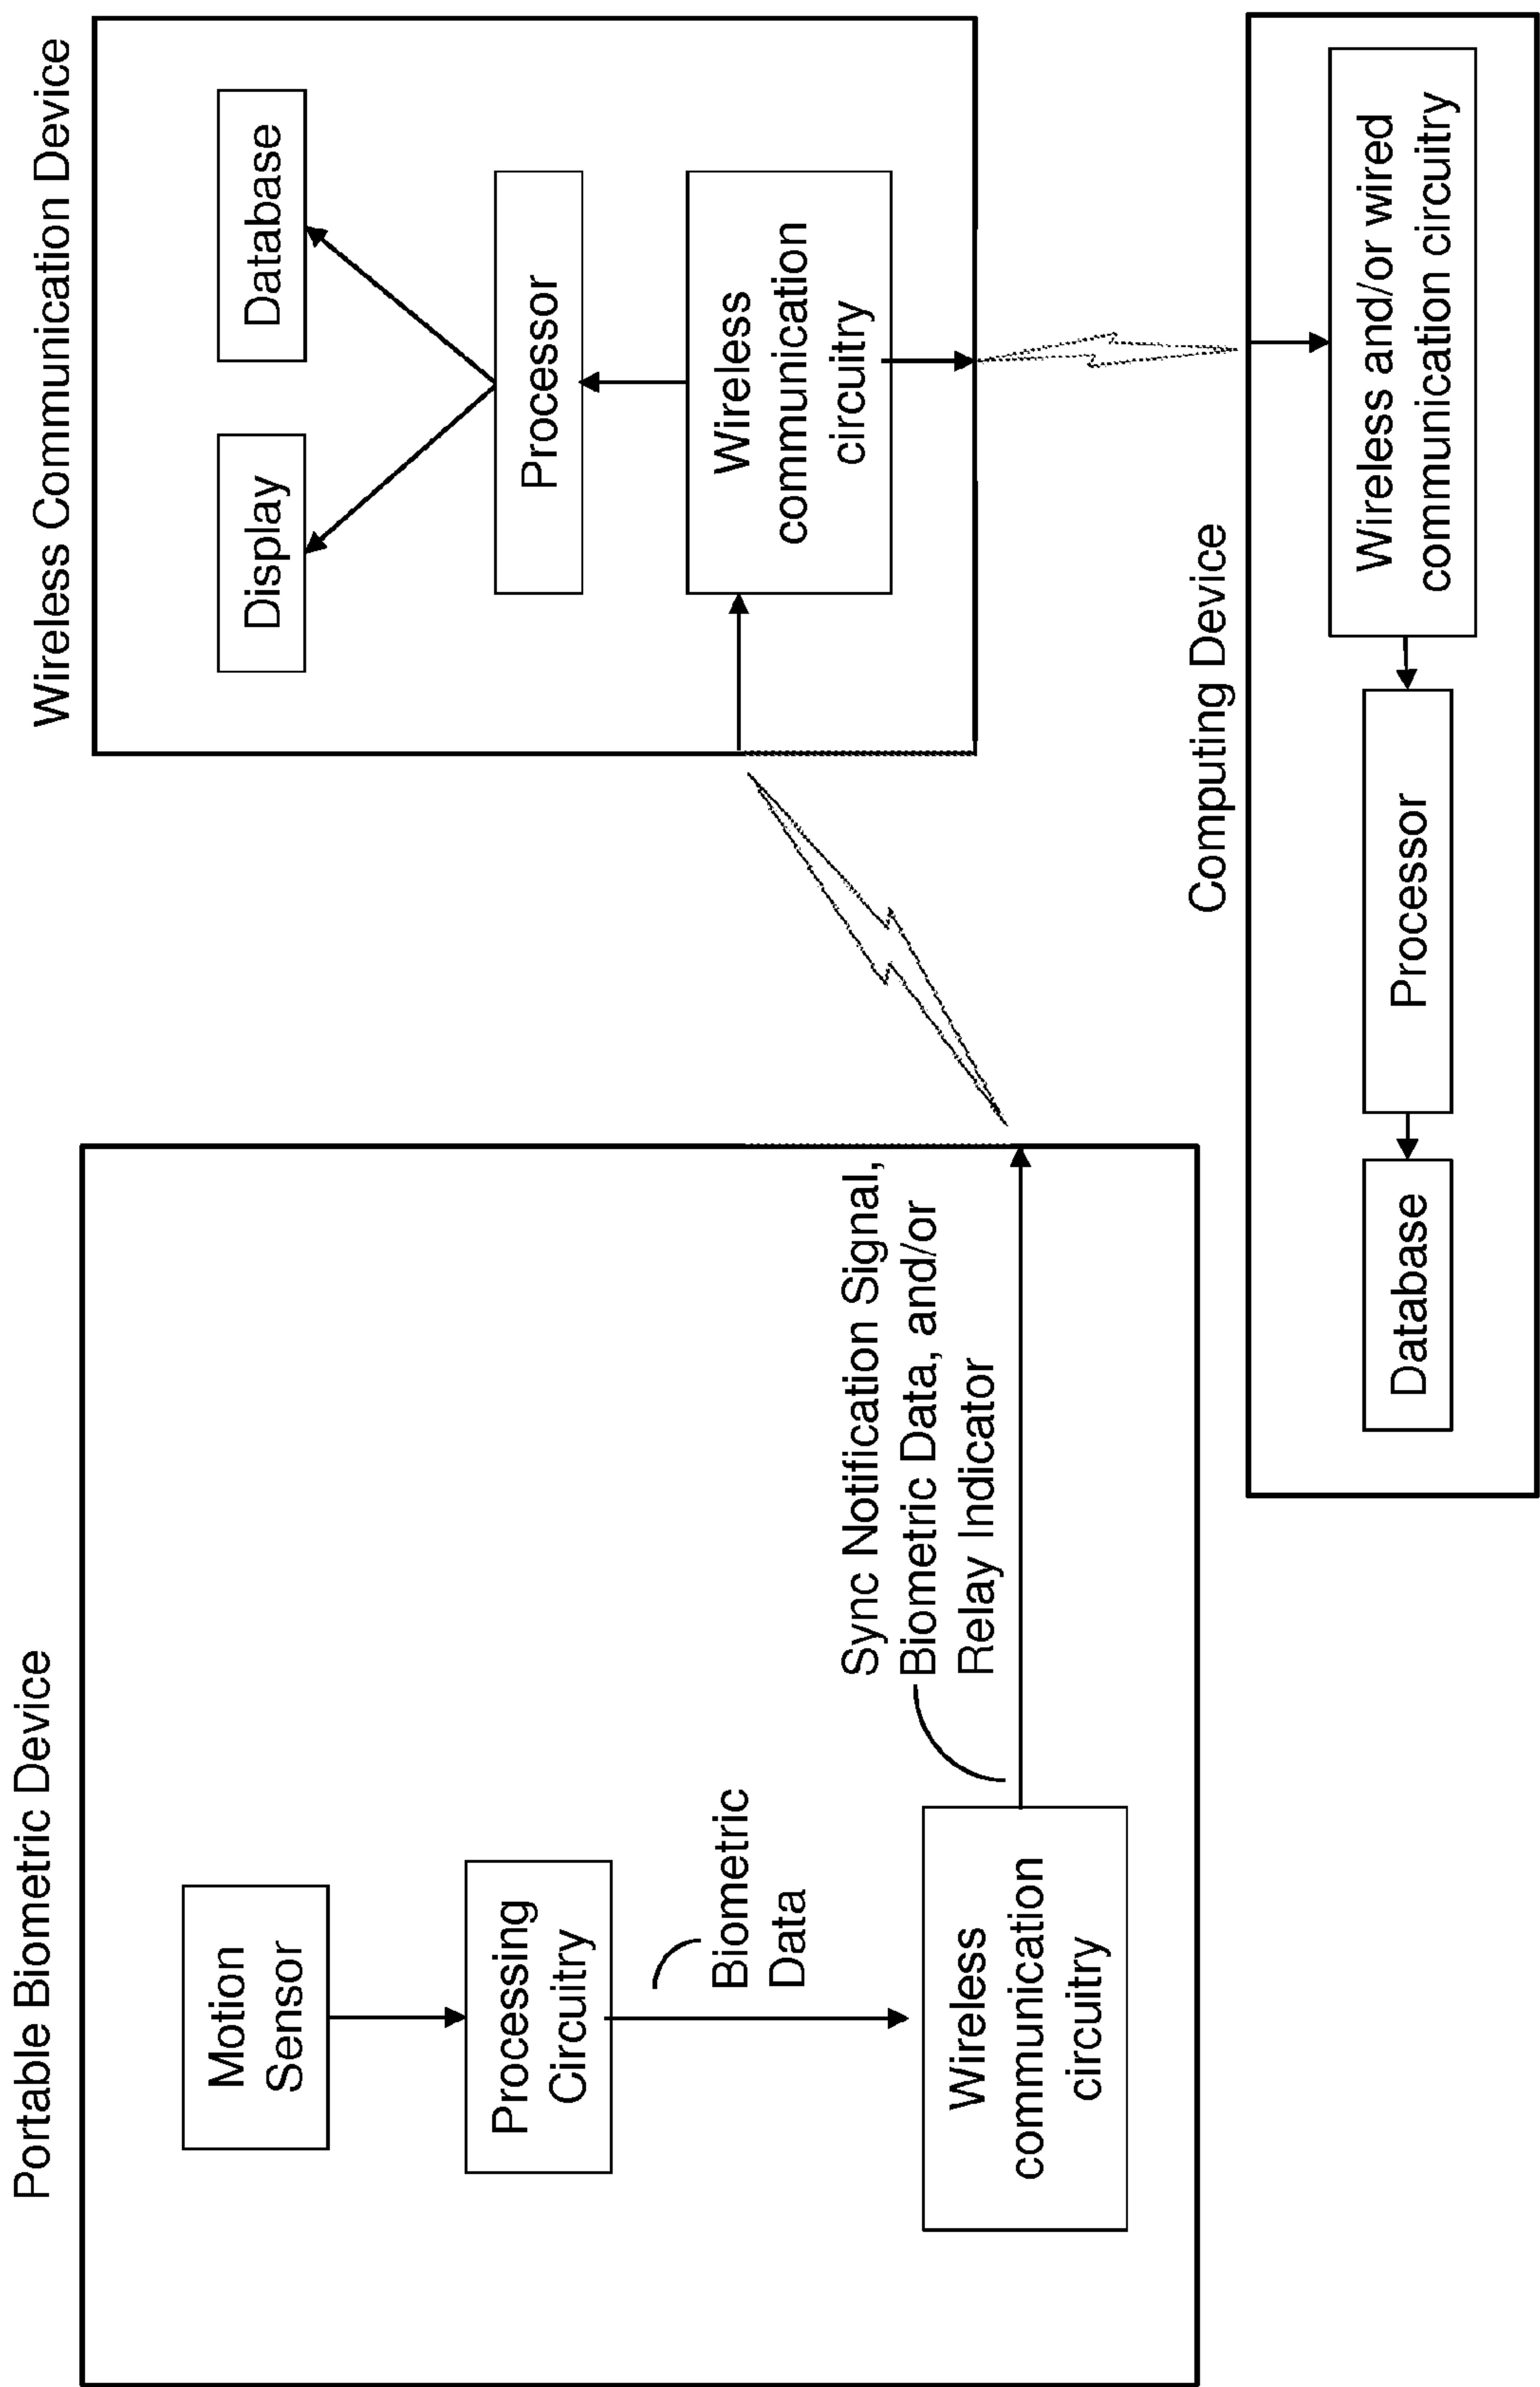 Portable Biometric Device
Motion
Sensor
Processing
Circuitry
Biometric
Data
Wireless
communication
circuitry
Sync Notification Signal,
Biometric Data, and/or
Relay Indicator
Wireless Communication Device
Display
Database
Processor
Wireless
communication
circuitry
Computing Device
Database
Processor
Wireless and/or wired
communication circuitry